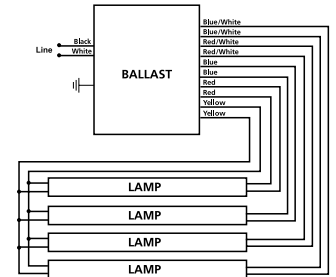 Blue/White
Blue/White
Red/White
Red/White
Blue
Blue
Red
Red
Yellow
Yellow
Line
Black
White
BALLAST
LAMP
LAMP
LAMP
LAMP